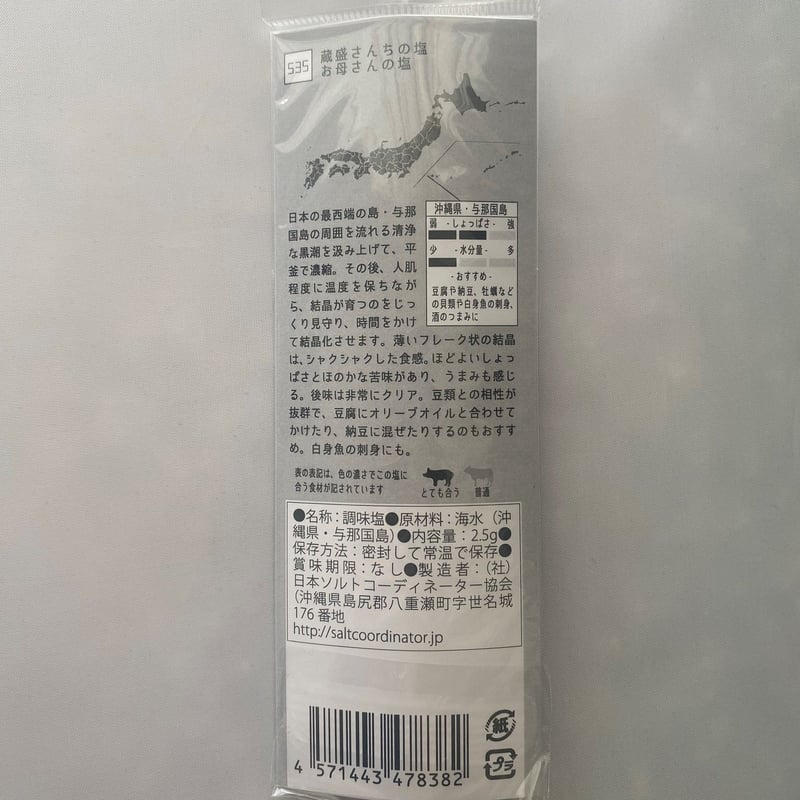 S3S
蔵盛さんちの塩
お母さんの塩
沖縄県・与那国島
弱 -しょっぱさ- 強
少 -水分量- 多
-おすすめ-
豆腐や納豆、牡蠣など
の貝類や白身魚の刺身、
酒のつまみに
日本の最西端の島・与那
国島の周囲を流れる清浄
な黒潮を汲み上げて、平
釜で濃縮。その後、人肌
程度に温度を保ちなが
ら、結晶が育つのをじっ
くり見守り、時間をかけ
て結晶化させます。薄いフレーク状の結晶
は、シャクシャクした食感。ほどよいしょっ
ぱさとほのかな苦味があり、うまみも感じ
る。後味は非常にクリア。豆類との相性が
抜群で、豆腐にオリーブオイルと合わせて
かけたり、納豆に混ぜたりするのもおすす
め。白身魚の刺身にも。
表の表記は、色の濃さでこの塩に
合う食材が記されています
とても合う 普通
●名称：調味塩●原材料：海水（沖
縄県・与那国島）●内容量：2.5g●
保存方法：密封して常温で保存●
賞味期限：なし●製造者：（社）
日本ソルトコーディネーター協会
（沖縄県島尻郡八重瀬町字世名城
176番地
http://saltcoordinator.jp
4 571443 478382
紙
プラ